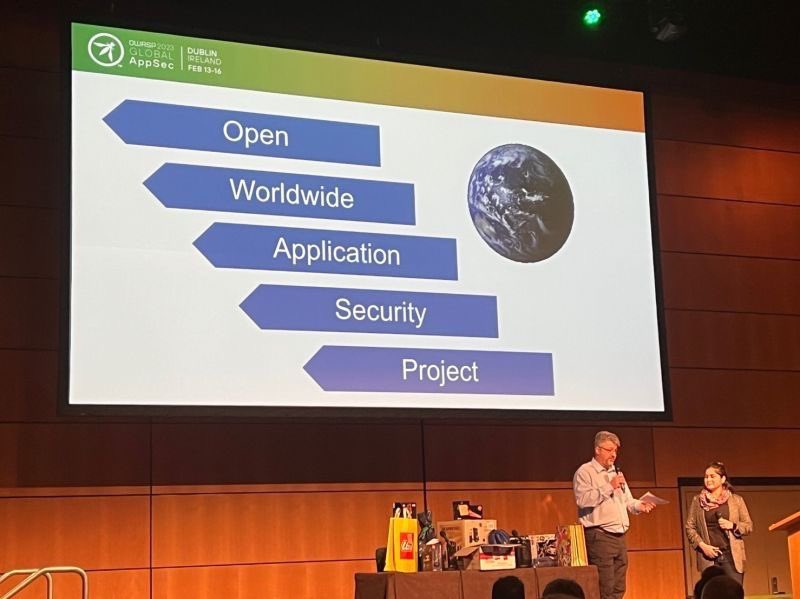 OWASP 2023
GLOBAL
AppSec
DUBLIN
IRELAND
FEB 13-16
Open
Worldwide
Application
Security
Project